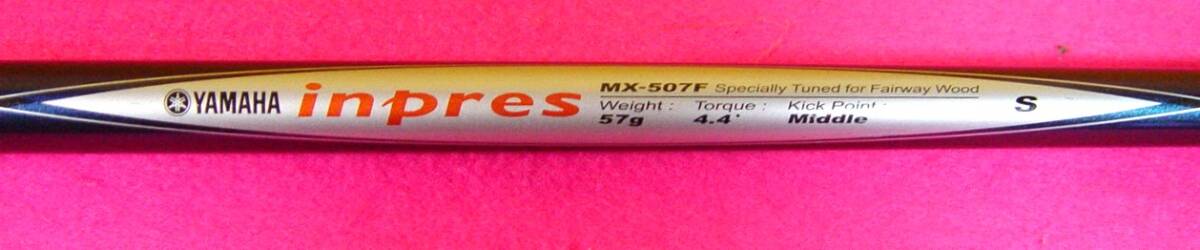 YAMAHA inpres MX-507F Specially Tuned for Fairway Wood
Weight : Torque : Kick Point :
57g 4.4° Middle
S